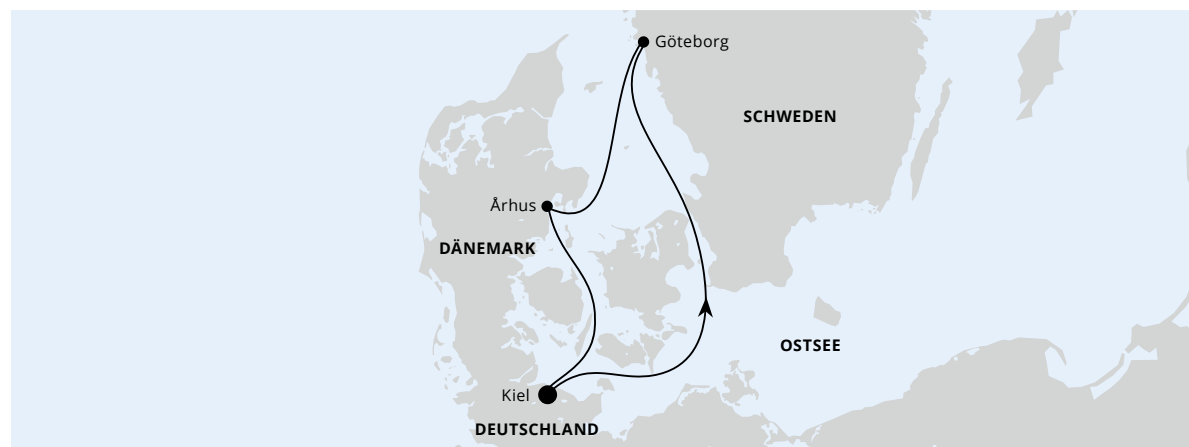 Göteborg
SCHWEDEN
Århus
DÄNEMARK
OSTSEE
Kiel
DEUTSCHLAND